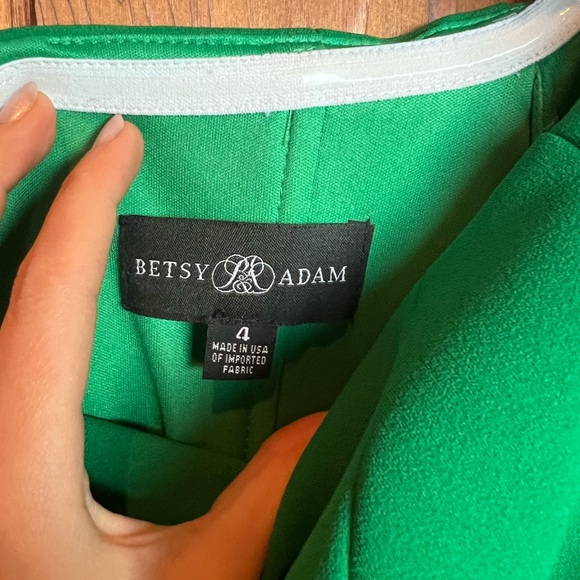 BETSY ADAM
4
MADE IN USA
OF IMPORTED
FABRIC